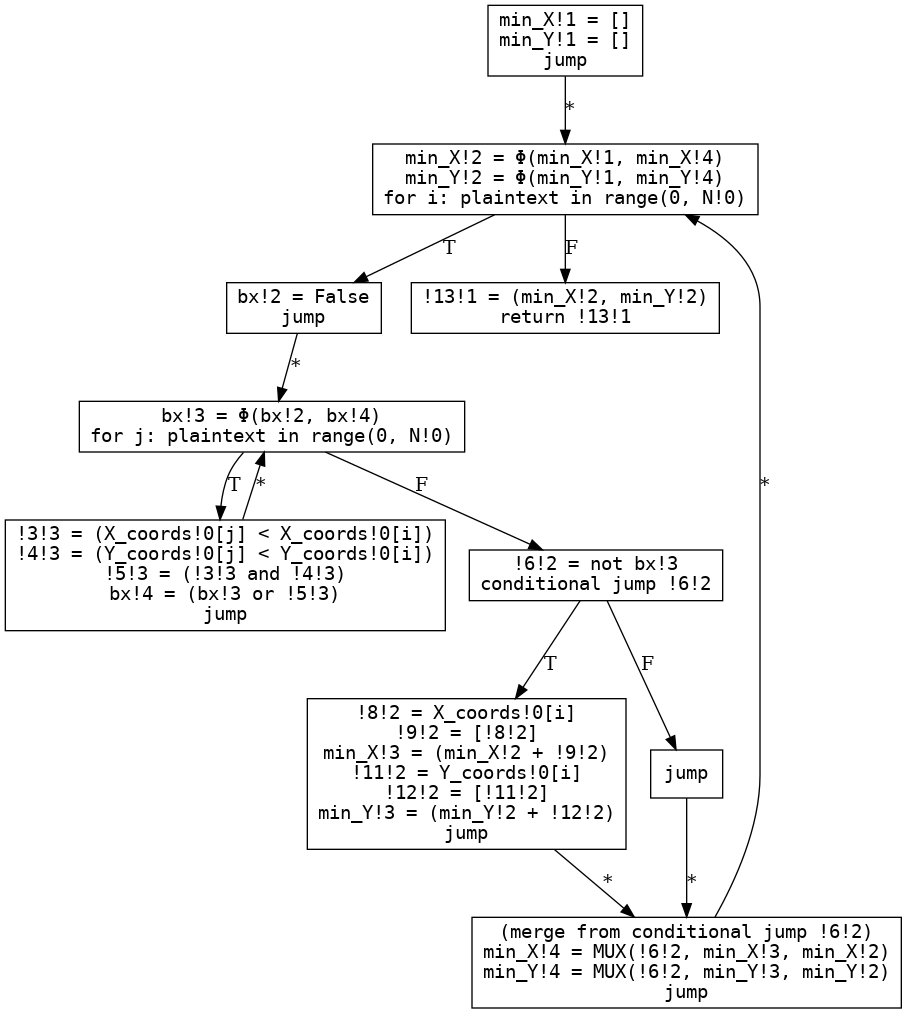 min_X!1 = []
min_Y!1 = []
jump
*
min_X!2 = Φ(min_X!1, min_X!4)
min_Y!2 = Φ(min_Y!1, min_Y!4)
for i: plaintext in range(0, N!0)
T
F
bx!2 = False
jump
!13!1 = (min_X!2, min_Y!2)
return !13!1
*
bx!3 = Φ(bx!2, bx!4)
for j: plaintext in range(0, N!0)
T
*
F
*
!3!3 = (X_coords!0[j] < X_coords!0[i])
!4!3 = (Y_coords!0[j] < Y_coords!0[i])
!5!3 = (!3!3 and !4!3)
bx!4 = (bx!3 or !5!3)
jump
!6!2 = not bx!3
conditional jump !6!2
T
F
!8!2 = X_coords!0[i]
!9!2 = [!8!2]
min_X!3 = (min_X!2 + !9!2)
!11!2 = Y_coords!0[i]
!12!2 = [!11!2]
min_Y!3 = (min_Y!2 + !12!2)
jump
jump
*
*
(merge from conditional jump !6!2)
min_X!4 = MUX(!6!2, min_X!3, min_X!2)
min_Y!4 = MUX(!6!2, min_Y!3, min_Y!2)
jump